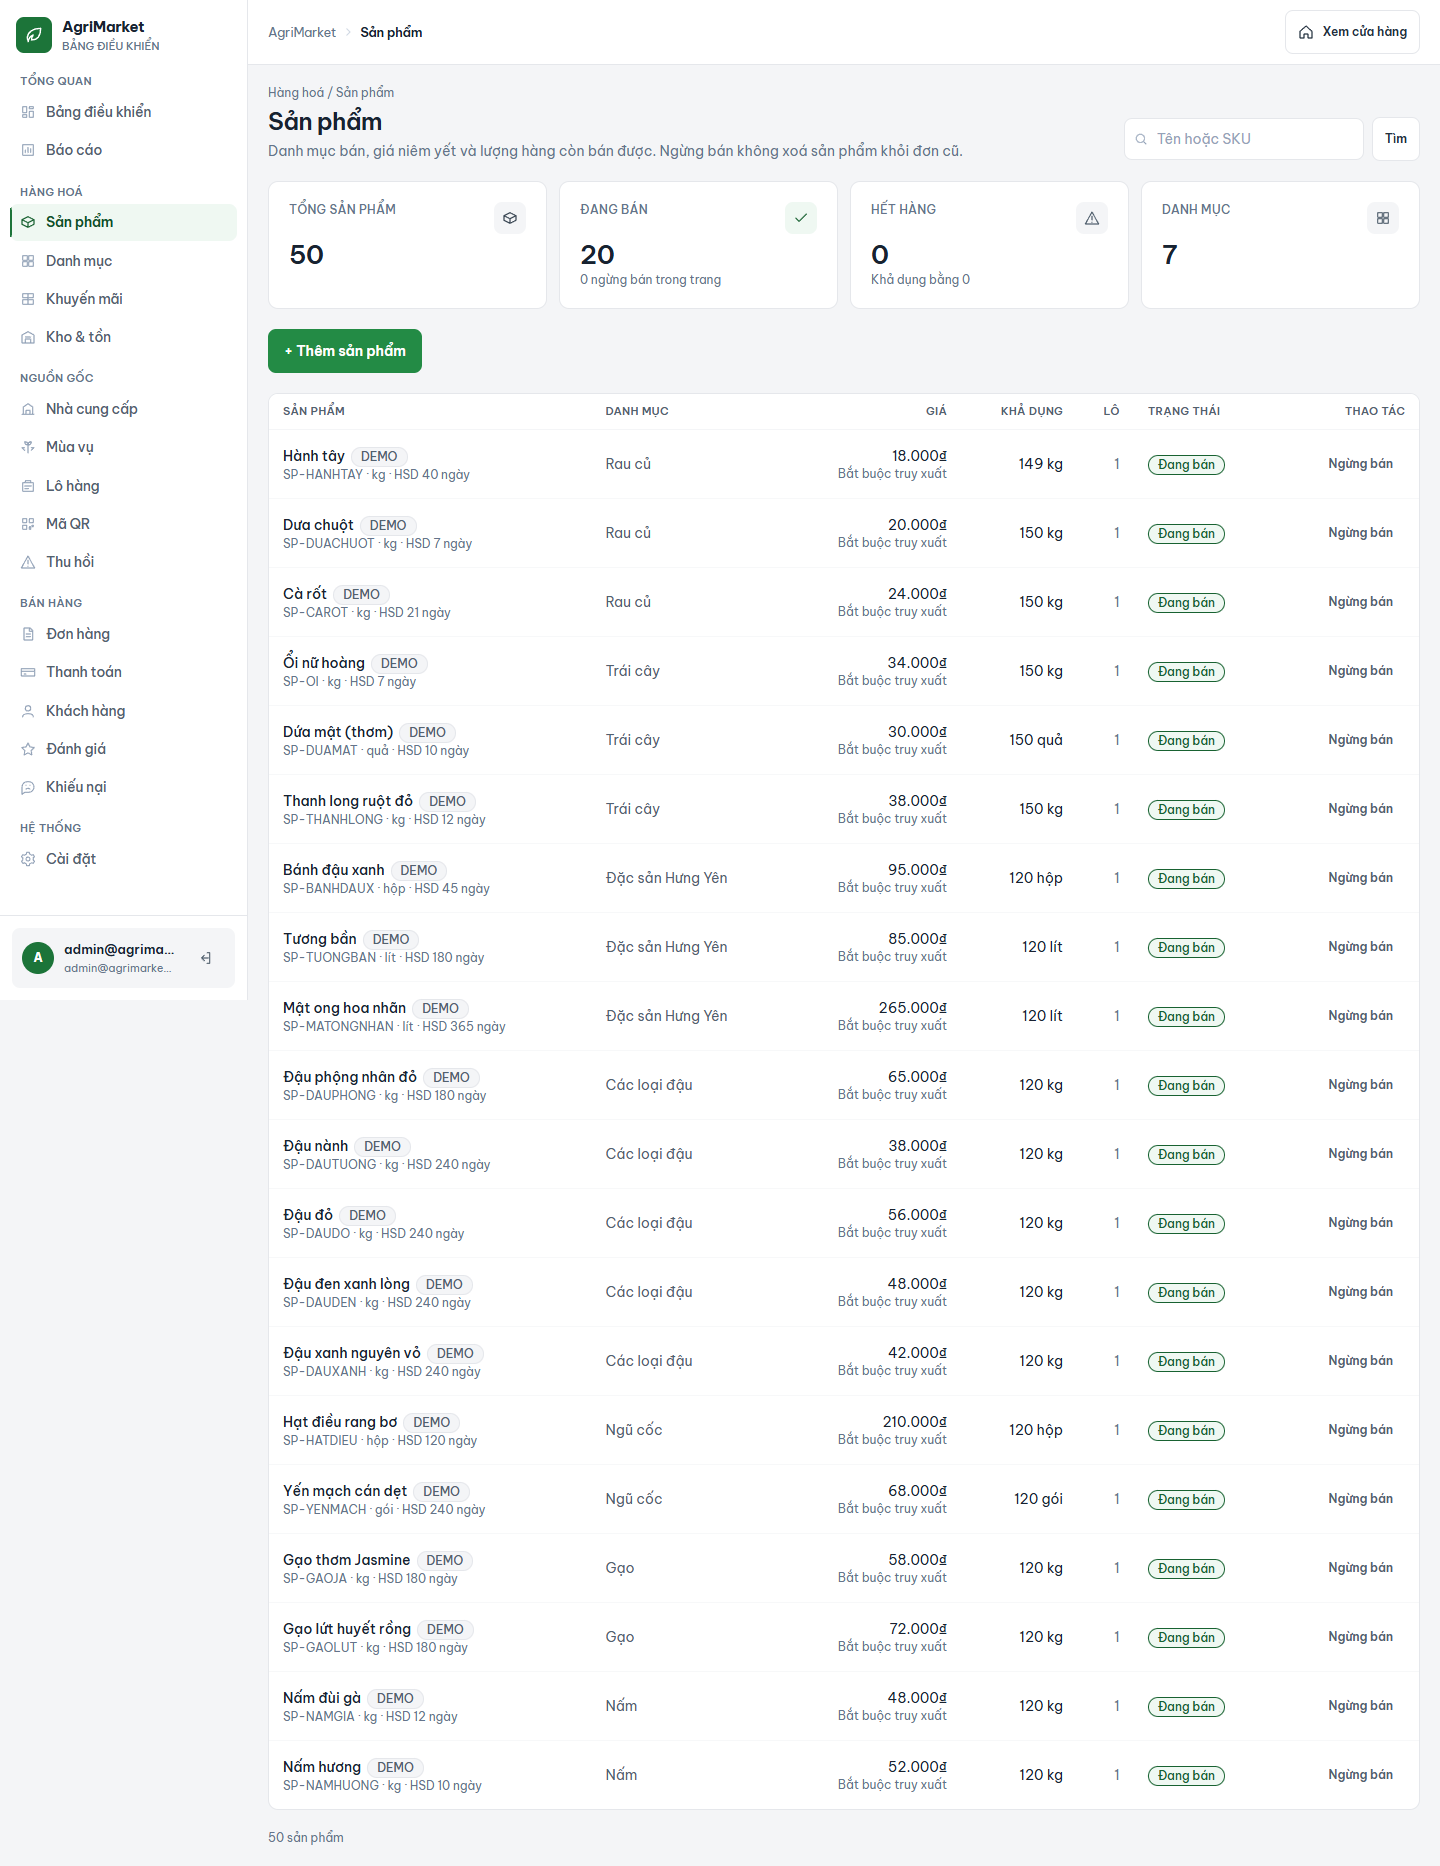 AgriMarket
BẢNG ĐIỀU KHIỂN
TỔNG QUAN
Bảng điều khiển
Báo cáo
HÀNG HOÁ
Sản phẩm
Danh mục
Khuyến mãi
Kho & tồn
NGUỒN GỐC
Nhà cung cấp
Mùa vụ
Lô hàng
Mã QR
Thu hồi
BÁN HÀNG
Đơn hàng
Thanh toán
Khách hàng
Đánh giá
Khiếu nại
HỆ THỐNG
Cài đặt
A
admin@agrima...
admin@agrimarke...
AgriMarket > Sản phẩm
Xem cửa hàng
Hàng hoá / Sản phẩm
Sản phẩm
Danh mục bán, giá niêm yết và lượng hàng còn bán được. Ngừng bán không xoá sản phẩm khỏi đơn cũ.
Tên hoặc SKU
Tìm
TỔNG SẢN PHẨM
50
ĐANG BÁN
20
0 ngừng bán trong trang
HẾT HÀNG
0
Khả dụng bằng 0
DANH MỤC
7
+ Thêm sản phẩm
SẢN PHẨM DANH MỤC GIÁ KHẢ DỤNG LÔ TRẠNG THÁI THAO TÁC
Hành tây DEMO
SP-HANHTAY · kg · HSD 40 ngày
Rau củ
18.000₫
Bắt buộc truy xuất
149 kg
1
Đang bán
Ngừng bán
Dưa chuột DEMO
SP-DUACHUOT · kg · HSD 7 ngày
Rau củ
20.000₫
Bắt buộc truy xuất
150 kg
1
Đang bán
Ngừng bán
Cà rốt DEMO
SP-CAROT · kg · HSD 21 ngày
Rau củ
24.000₫
Bắt buộc truy xuất
150 kg
1
Đang bán
Ngừng bán
Ổi nữ hoàng DEMO
SP-OI · kg · HSD 7 ngày
Trái cây
34.000₫
Bắt buộc truy xuất
150 kg
1
Đang bán
Ngừng bán
Dứa mật (thơm) DEMO
SP-DUAMAT · quả · HSD 10 ngày
Trái cây
30.000₫
Bắt buộc truy xuất
150 quả
1
Đang bán
Ngừng bán
Thanh long ruột đỏ DEMO
SP-THANHLONG · kg · HSD 12 ngày
Trái cây
38.000₫
Bắt buộc truy xuất
150 kg
1
Đang bán
Ngừng bán
Bánh đậu xanh DEMO
SP-BANHDAUX · hộp · HSD 45 ngày
Đặc sản Hưng Yên
95.000₫
Bắt buộc truy xuất
120 hộp
1
Đang bán
Ngừng bán
Tương bần DEMO
SP-TUONGBAN · lít · HSD 180 ngày
Đặc sản Hưng Yên
85.000₫
Bắt buộc truy xuất
120 lít
1
Đang bán
Ngừng bán
Mật ong hoa nhãn DEMO
SP-MATONGNHAN · lít · HSD 365 ngày
Đặc sản Hưng Yên
265.000₫
Bắt buộc truy xuất
120 lít
1
Đang bán
Ngừng bán
Đậu phộng nhân đỏ DEMO
SP-DAUPHONG · kg · HSD 180 ngày
Các loại đậu
65.000₫
Bắt buộc truy xuất
120 kg
1
Đang bán
Ngừng bán
Đậu nành DEMO
SP-DAUTUONG · kg · HSD 240 ngày
Các loại đậu
38.000₫
Bắt buộc truy xuất
120 kg
1
Đang bán
Ngừng bán
Đậu đỏ DEMO
SP-DAUDO · kg · HSD 240 ngày
Các loại đậu
56.000₫
Bắt buộc truy xuất
120 kg
1
Đang bán
Ngừng bán
Đậu đen xanh lòng DEMO
SP-DAUDEN · kg · HSD 240 ngày
Các loại đậu
48.000₫
Bắt buộc truy xuất
120 kg
1
Đang bán
Ngừng bán
Đậu xanh nguyên vỏ DEMO
SP-DAUXANH · kg · HSD 240 ngày
Các loại đậu
42.000₫
Bắt buộc truy xuất
120 kg
1
Đang bán
Ngừng bán
Hạt điều rang bơ DEMO
SP-HATDIEU · hộp · HSD 120 ngày
Ngũ cốc
210.000₫
Bắt buộc truy xuất
120 hộp
1
Đang bán
Ngừng bán
Yến mạch cán dẹt DEMO
SP-YENMACH · gói · HSD 240 ngày
Ngũ cốc
68.000₫
Bắt buộc truy xuất
120 gói
1
Đang bán
Ngừng bán
Gạo thơm Jasmine DEMO
SP-GAOJA · kg · HSD 180 ngày
Gạo
58.000₫
Bắt buộc truy xuất
120 kg
1
Đang bán
Ngừng bán
Gạo lứt huyết rồng DEMO
SP-GAOLUT · kg · HSD 180 ngày
Gạo
72.000₫
Bắt buộc truy xuất
120 kg
1
Đang bán
Ngừng bán
Nấm đùi gà DEMO
SP-NAMGIA · kg · HSD 12 ngày
Nấm
48.000₫
Bắt buộc truy xuất
120 kg
1
Đang bán
Ngừng bán
Nấm hương DEMO
SP-NAMHUONG · kg · HSD 10 ngày
Nấm
52.000₫
Bắt buộc truy xuất
120 kg
1
Đang bán
Ngừng bán
50 sản phẩm